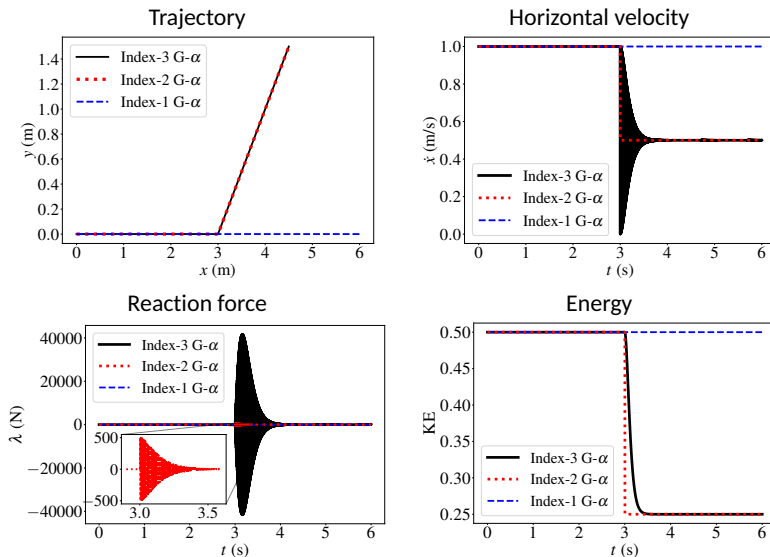 Trajectory
1.4
1.2
1.0
0.8
0.6
0.4
0.2
0.0
y (m)
Index-3 G-α
Index-2 G-α
Index-1 G-α
0 1 2 3 4 5 6
x (m)
Horizontal velocity
1.0
0.8
0.6
0.4
0.2
0.0
ẋ (m/s)
Index-3 G-α
Index-2 G-α
Index-1 G-α
0 1 2 3 4 5 6
t (s)
Reaction force
40000
20000
0
−20000
−40000
λ (N)
Index-3 G-α
Index-2 G-α
Index-1 G-α
500
0
−500
3.0 3.5
0 1 2 3 4 5 6
t (s)
Energy
0.50
0.45
0.40
0.35
0.30
0.25
KE
Index-3 G-α
Index-2 G-α
Index-1 G-α
0 1 2 3 4 5 6
t (s)